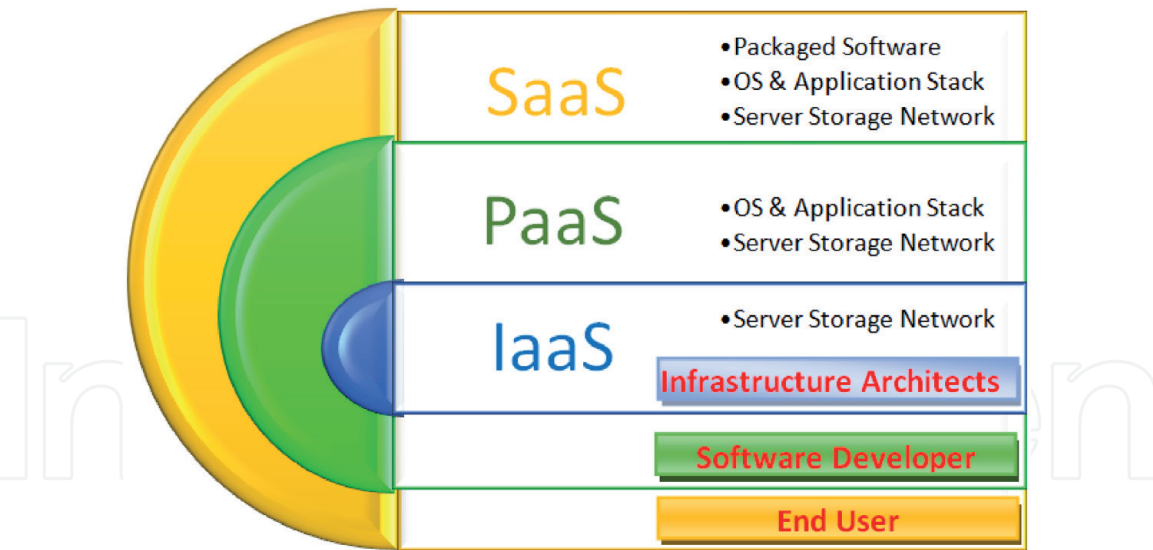 SaaS
•Packaged Software
•OS & Application Stack
•Server Storage Network
PaaS
•OS & Application Stack
•Server Storage Network
IaaS
•Server Storage Network
Infrastructure Architects
Software Developer
End User